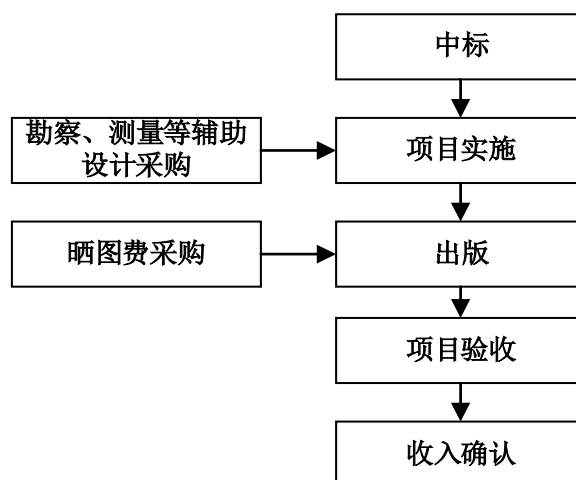 中标
勘察、测量等辅助
设计采购
项目实施
晒图费采购
出版
项目验收
收入确认